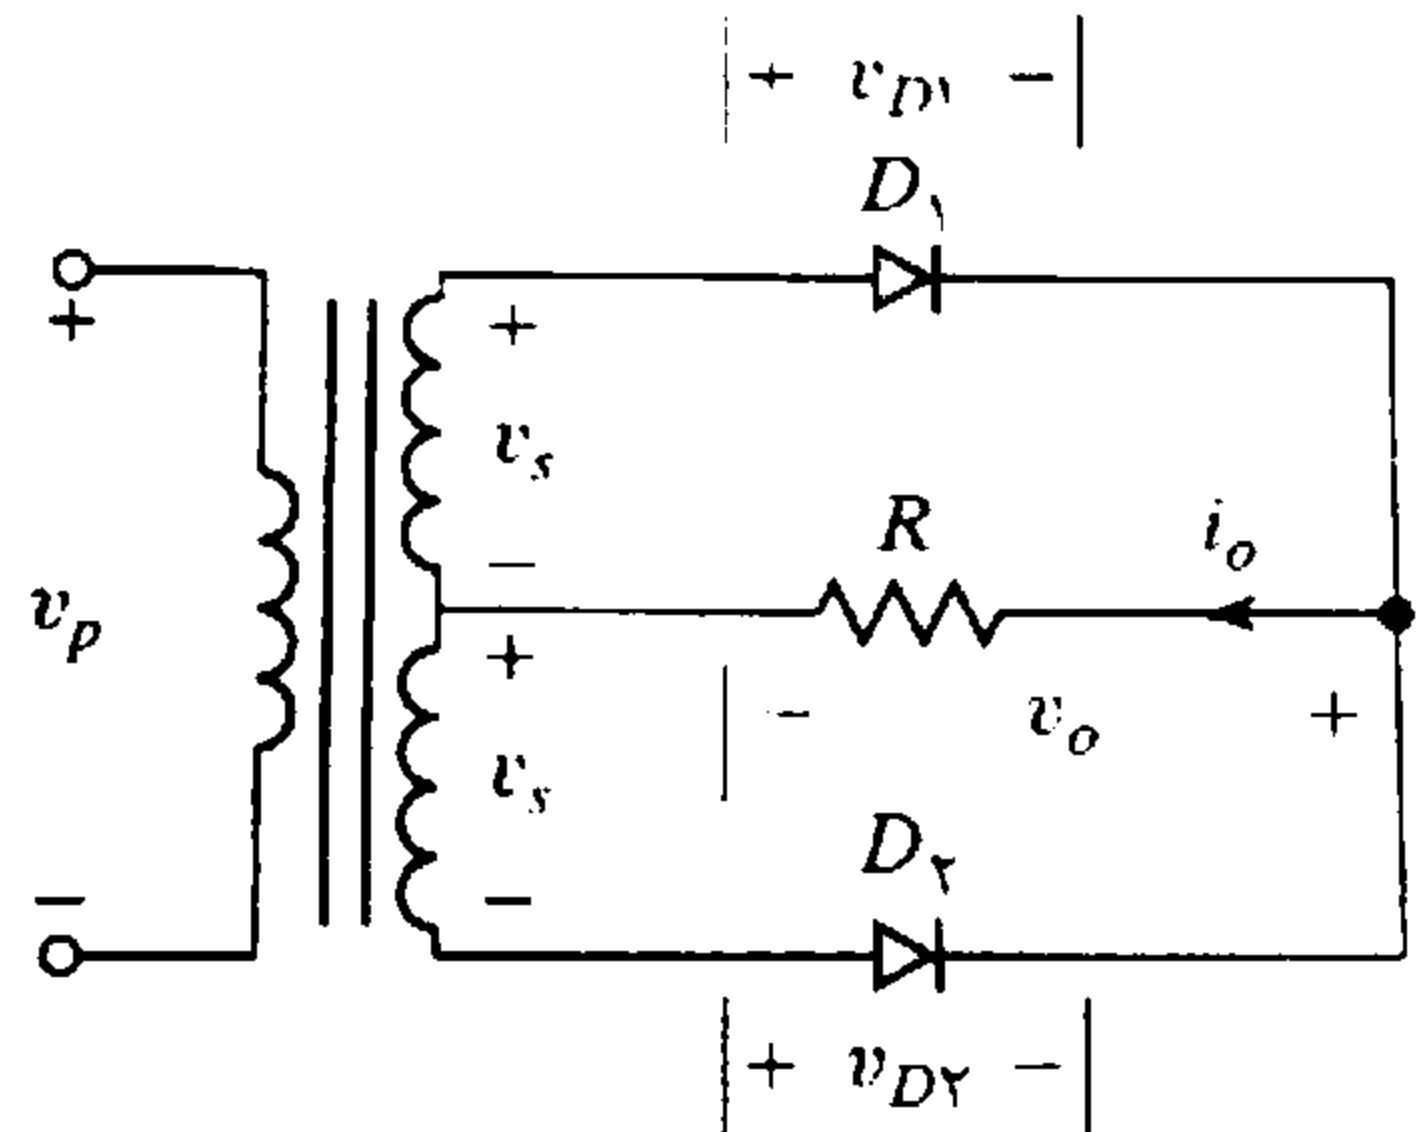 + v_D۱ −
D۱
+
+
v_s
−
R
i_o
v_p
+
− v_o +
v_s
D۲
−
−
+ v_D۲ −